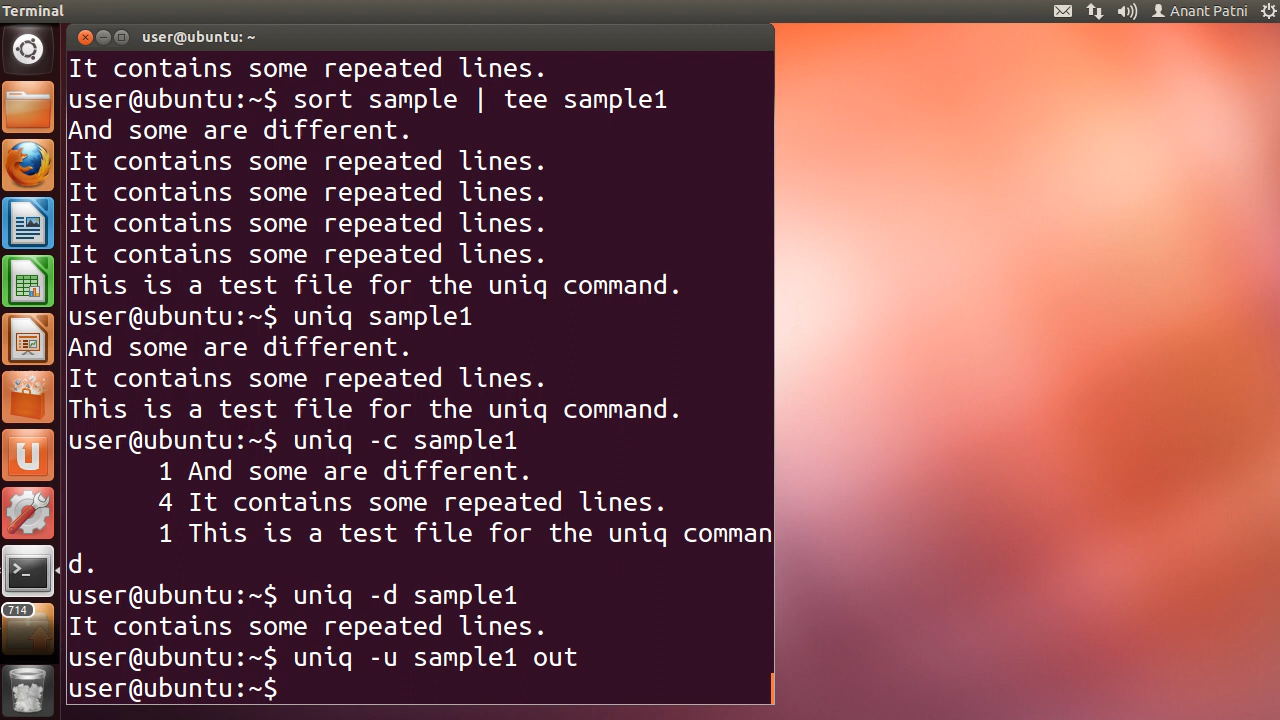 Terminal
Anant Patni
user@ubuntu: ~
It contains some repeated lines.
user@ubuntu:~$ sort sample | tee sample1
And some are different.
It contains some repeated lines.
It contains some repeated lines.
It contains some repeated lines.
It contains some repeated lines.
This is a test file for the uniq command.
user@ubuntu:~$ uniq sample1
And some are different.
It contains some repeated lines.
This is a test file for the uniq command.
user@ubuntu:~$ uniq -c sample1
1 And some are different.
4 It contains some repeated lines.
1 This is a test file for the uniq comman
d.
user@ubuntu:~$ uniq -d sample1
It contains some repeated lines.
user@ubuntu:~$ uniq -u sample1 out
user@ubuntu:~$
714